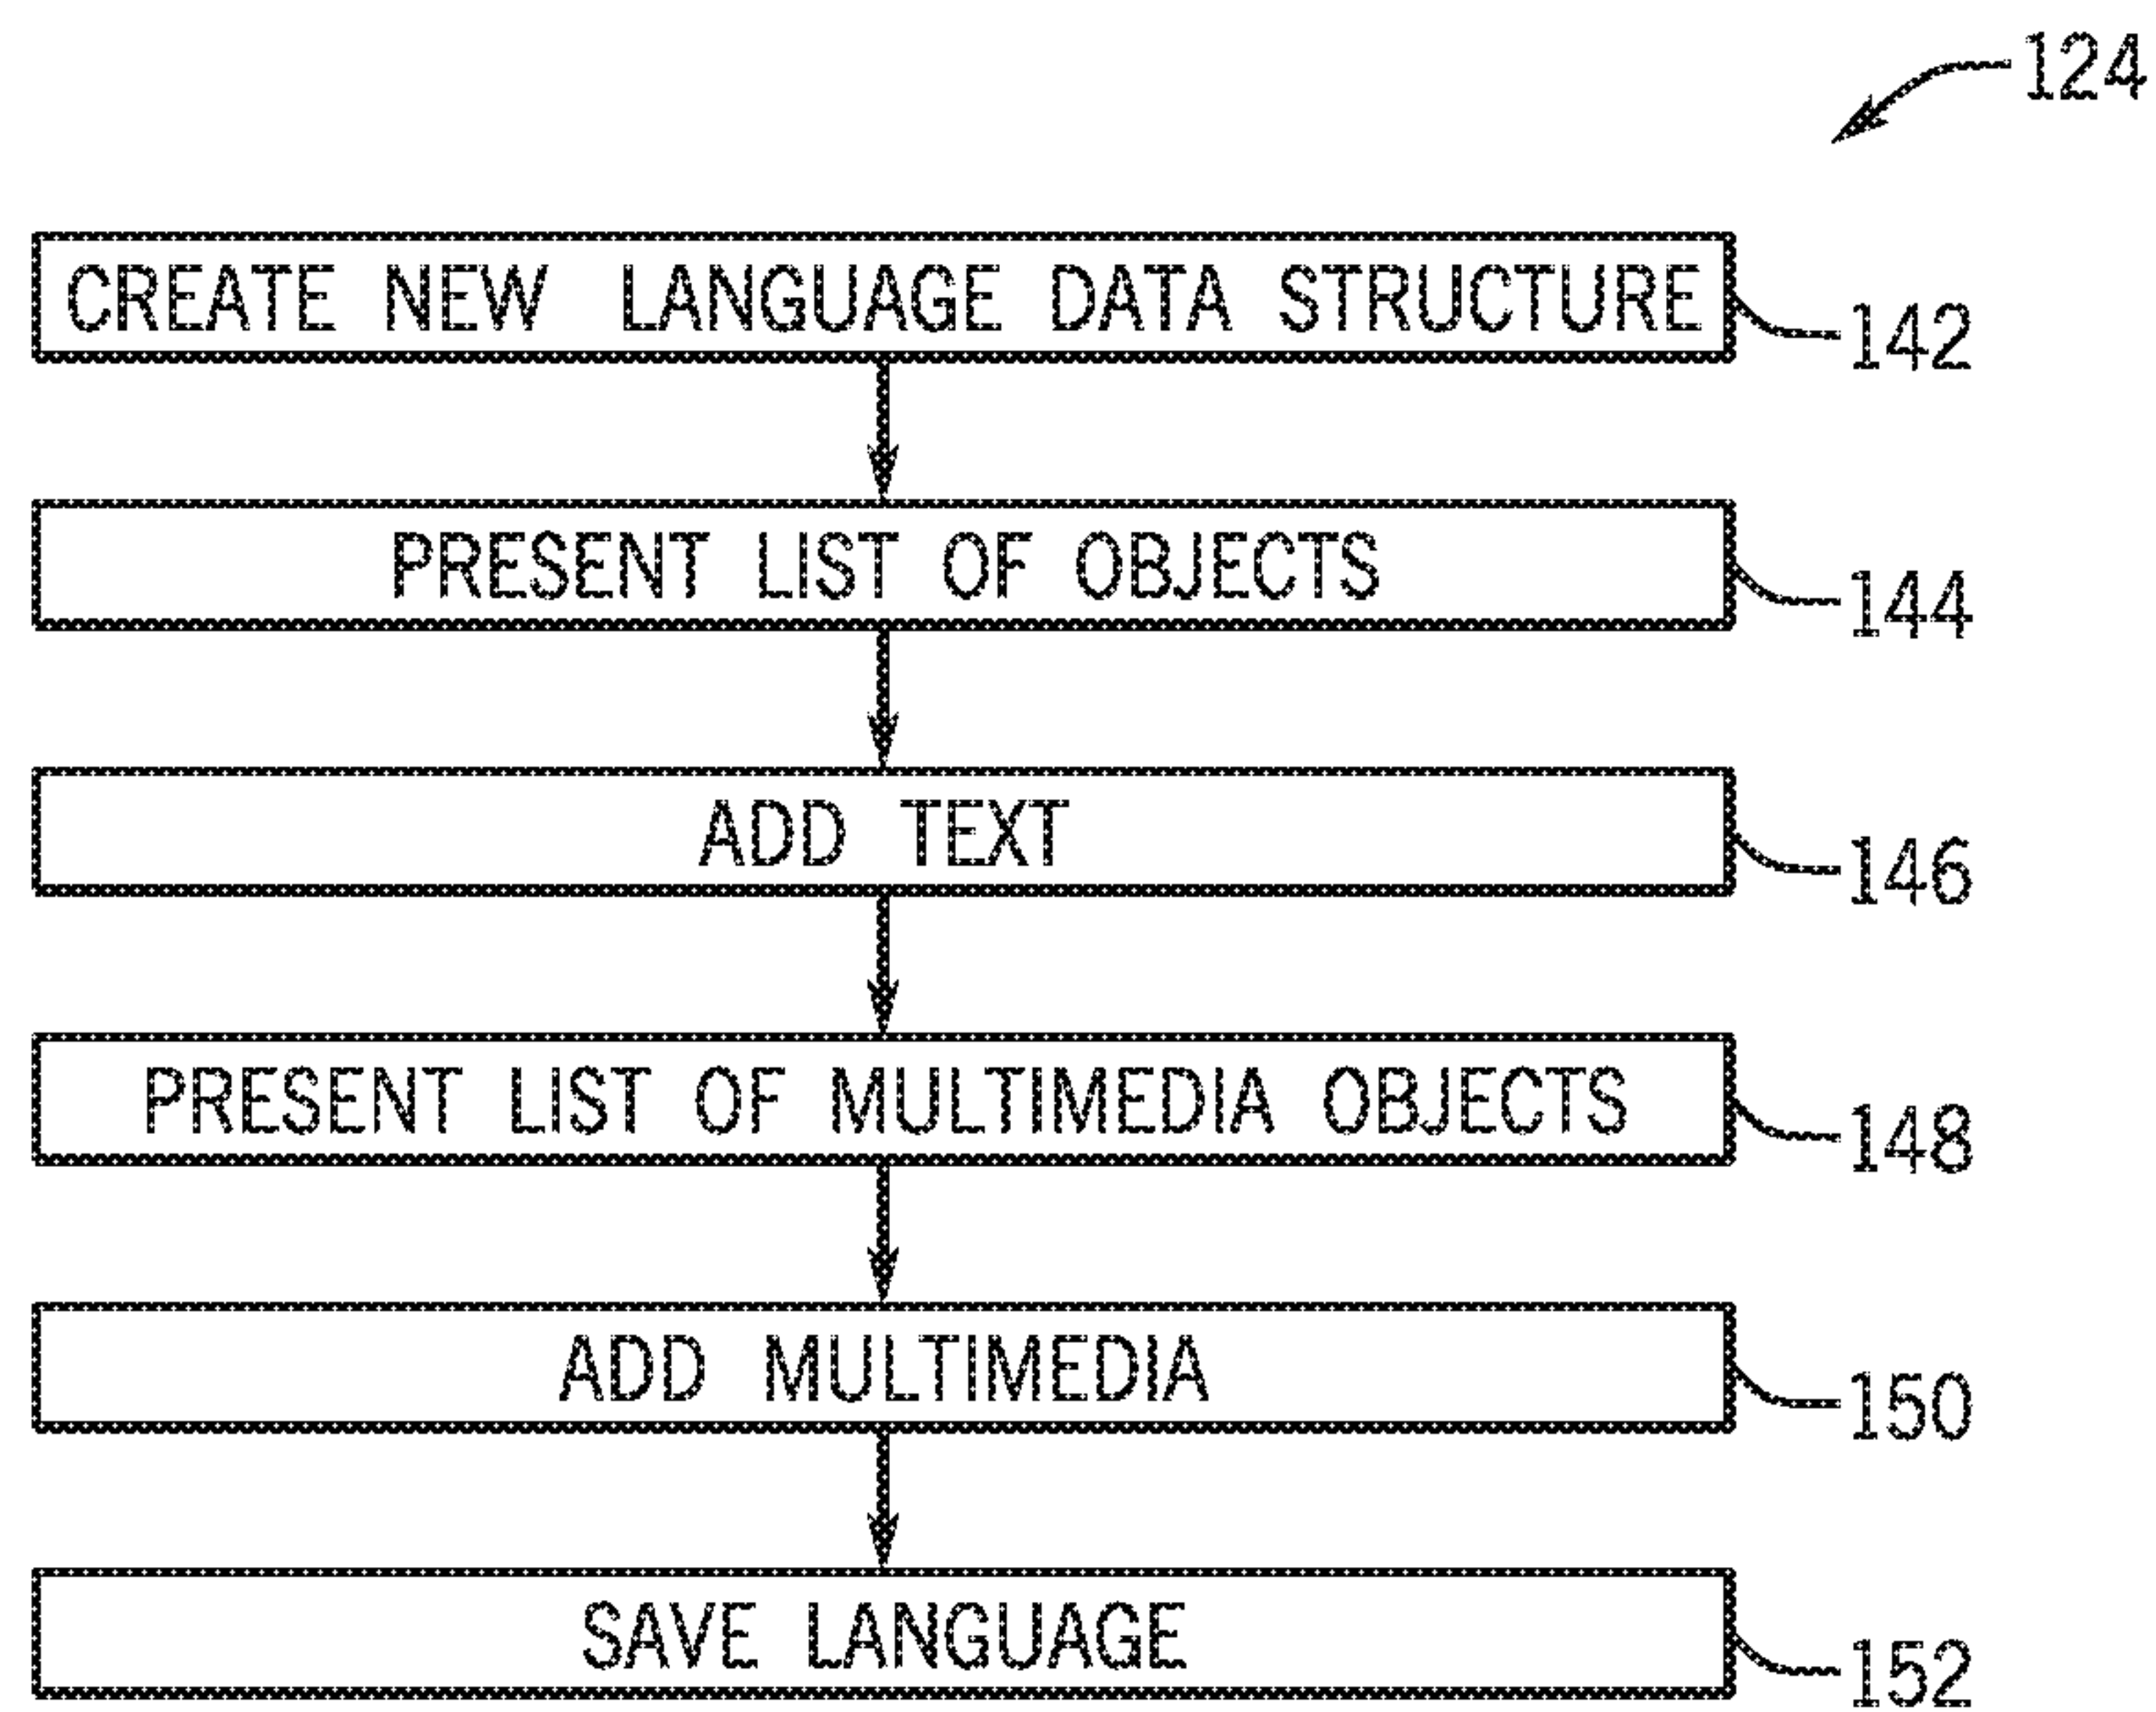 124
CREATE NEW LANGUAGE DATA STRUCTURE
142
PRESENT LIST OF OBJECTS
144
ADD TEXT
146
PRESENT LIST OF MULTIMEDIA OBJECTS
148
ADD MULTIMEDIA
150
SAVE LANGUAGE
152